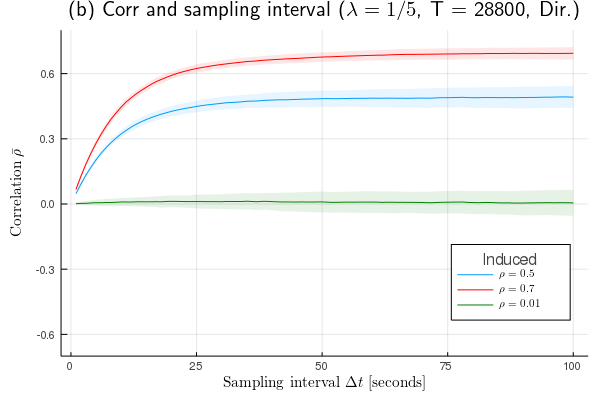 (b) Corr and sampling interval (λ = 1/5, T = 28800, Dir.)
Correlation ρ̄
0.6
0.3
0.0
-0.3
-0.6
Induced
ρ = 0.5
ρ = 0.7
ρ = 0.01
0 25 50 75 100
Sampling interval Δt [seconds]